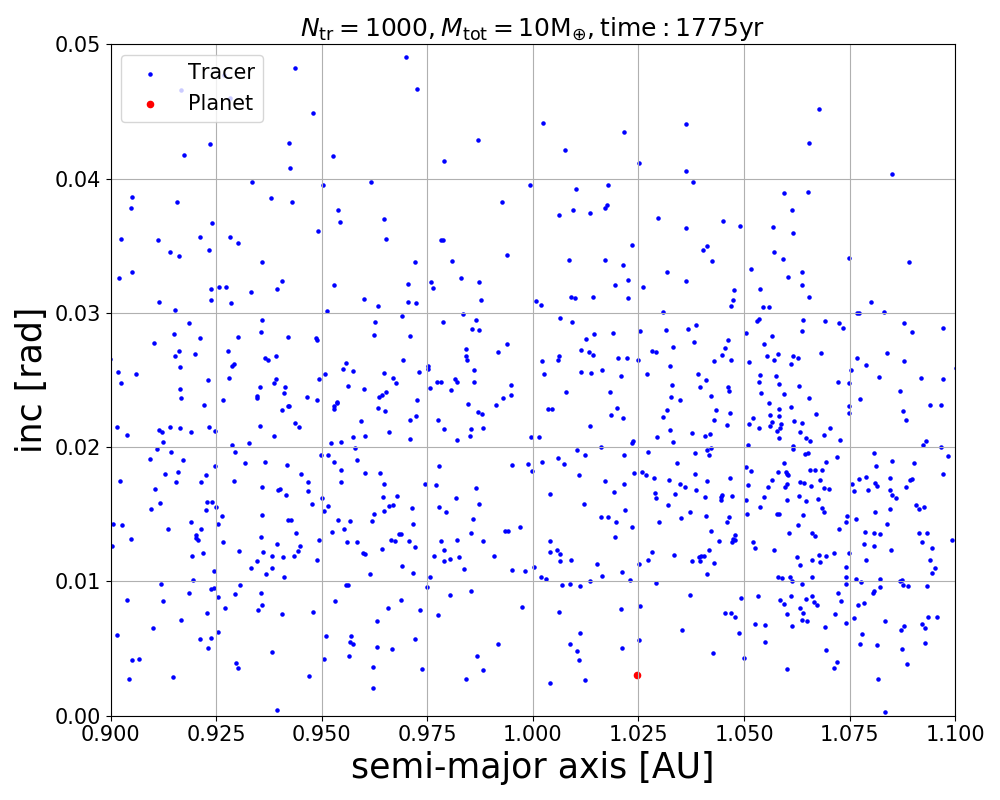 N_tr = 1000, M_tot = 10M_⊕, time : 1775yr
Tracer
Planet
0.05
0.04
0.03
0.02
0.01
0.00
inc [rad]
0.900 0.925 0.950 0.975 1.000 1.025 1.050 1.075 1.100
semi-major axis [AU]